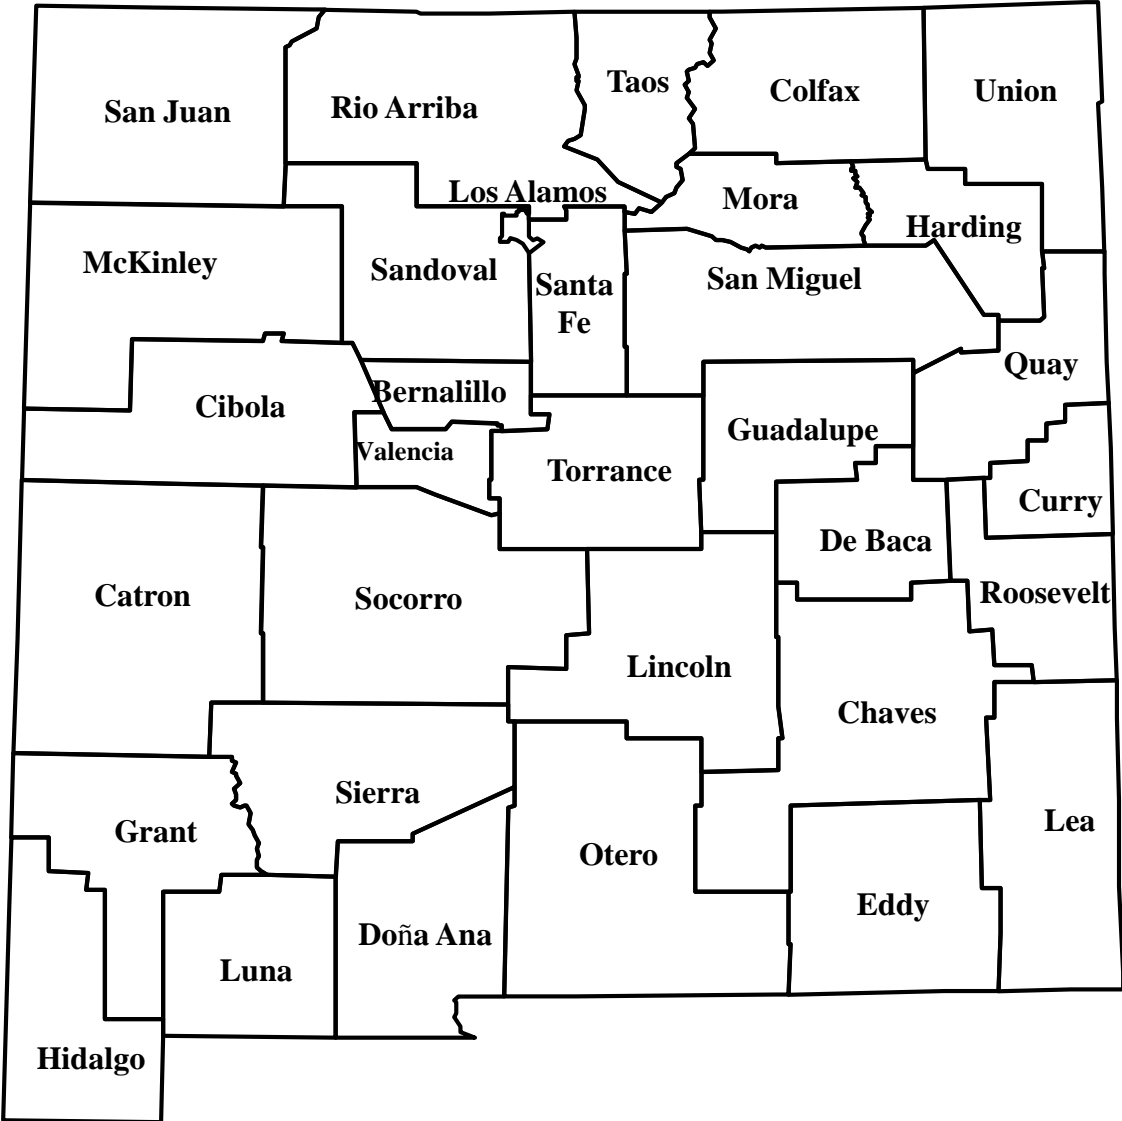 Taos
Colfax
Union
San Juan
Rio Arriba
Los Alamos
Mora
Harding
McKinley
Sandoval
San Miguel
Santa
Fe
Quay
Bernalillo
Cibola
Guadalupe
Valencia
Torrance
Curry
De Baca
Catron
Socorro
Roosevelt
Lincoln
Chaves
Sierra
Grant
Lea
Otero
Eddy
Doña Ana
Luna
Hidalgo